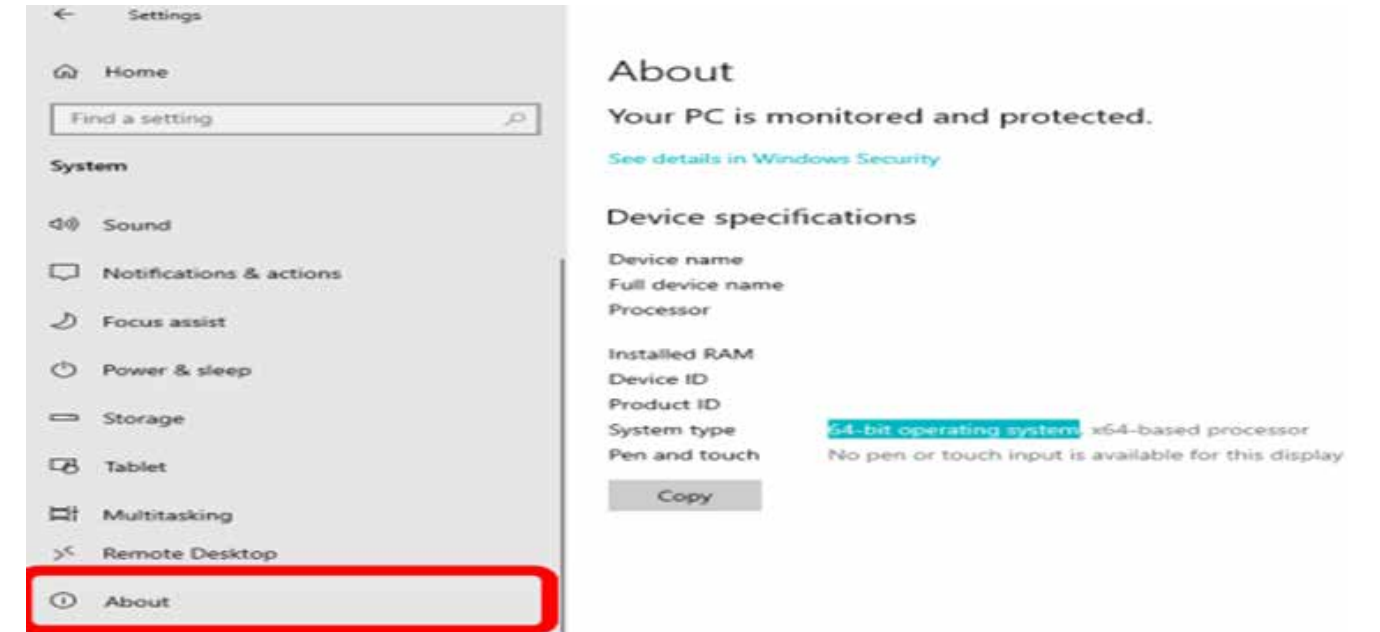 Settings
Home
Find a setting
System
Sound
Notifications & actions
Focus assist
Power & sleep
Storage
Tablet
Multitasking
Remote Desktop
About
About
Your PC is monitored and protected.
See details in Windows Security
Device specifications
Device name
Full device name
Processor
Installed RAM
Device ID
Product ID
System type 64-bit operating system, x64-based processor
Pen and touch No pen or touch input is available for this display
Copy